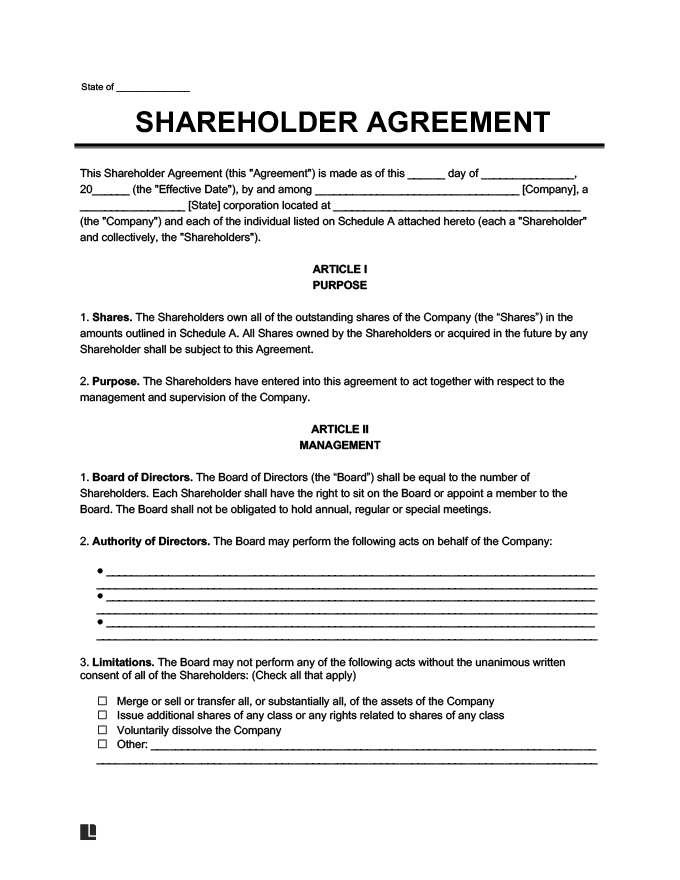 State of ______________
SHAREHOLDER AGREEMENT
This Shareholder Agreement (this "Agreement") is made as of this ______ day of _______________,
20______ (the "Effective Date"), by and among _________________________________ [Company], a
_________________ [State] corporation located at ________________________________________
(the "Company") and each of the individual listed on Schedule A attached hereto (each a "Shareholder"
and collectively, the "Shareholders").
ARTICLE I
PURPOSE
1. Shares. The Shareholders own all of the outstanding shares of the Company (the “Shares”) in the
amounts outlined in Schedule A. All Shares owned by the Shareholders or acquired in the future by any
Shareholder shall be subject to this Agreement.
2. Purpose. The Shareholders have entered into this agreement to act together with respect to the
management and supervision of the Company.
ARTICLE II
MANAGEMENT
1. Board of Directors. The Board of Directors (the “Board”) shall be equal to the number of
Shareholders. Each Shareholder shall have the right to sit on the Board or appoint a member to the
Board. The Board shall not be obligated to hold annual, regular or special meetings.
2. Authority of Directors. The Board may perform the following acts on behalf of the Company:
● ________________________________________________________________________________
__________________________________________________________________________________
● ________________________________________________________________________________
__________________________________________________________________________________
● ________________________________________________________________________________
__________________________________________________________________________________
3. Limitations. The Board may not perform any of the following acts without the unanimous written
consent of all of the Shareholders: (Check all that apply)
☐ Merge or sell or transfer all, or substantially all, of the assets of the Company
☐ Issue additional shares of any class or any rights related to shares of any class
☐ Voluntarily dissolve the Company
☐ Other: _________________________________________________________________________
__________________________________________________________________________________